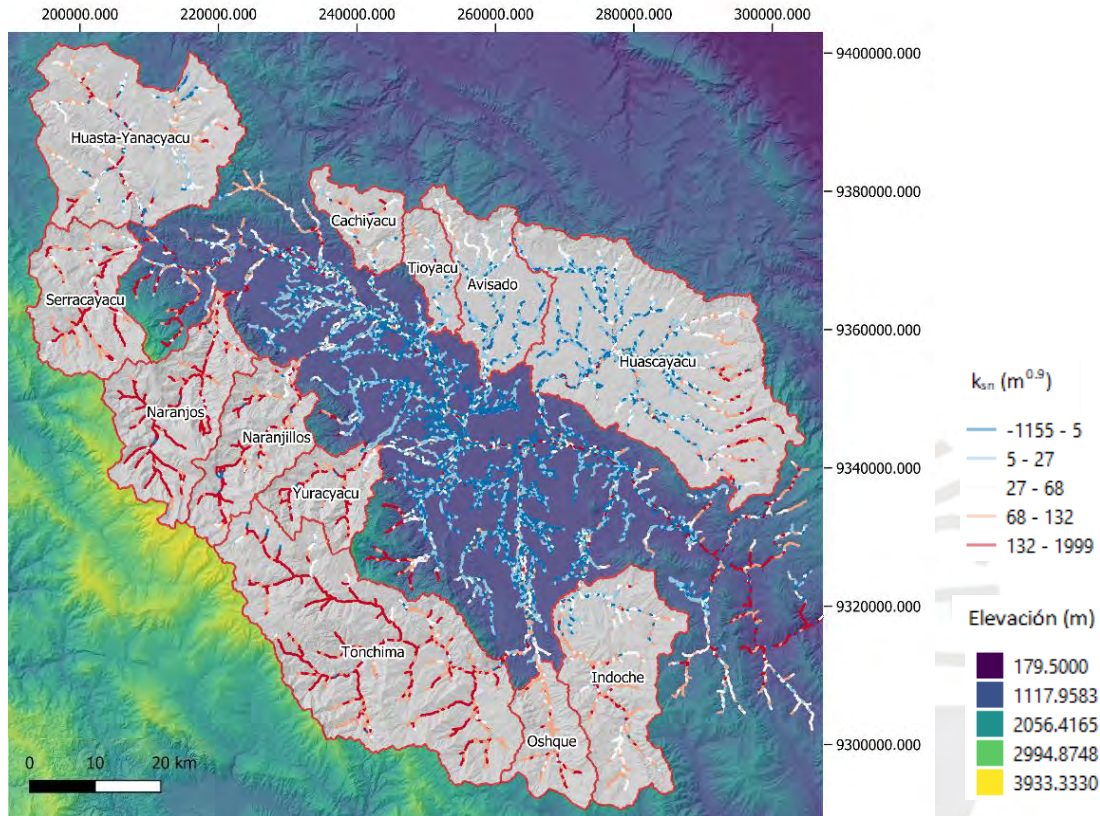 200000.000 220000.000 240000.000 260000.000 280000.000 300000.000
9400000.000
Huasta-Yanacyacu
9380000.000
Cachiyacu
Tioyacu
Avisado
Serracayacu
9360000.000
Huascayacu
Naranjos
Naranjillos
9340000.000
Yuracyacu
9320000.000
Tonchima
Indoche
Oshque
9300000.000
0 10 20 km
ksn (m^0.9)
-1155 - 5
5 - 27
27 - 68
68 - 132
132 - 1999
Elevación (m)
179.5000
1117.9583
2056.4165
2994.8748
3933.3330